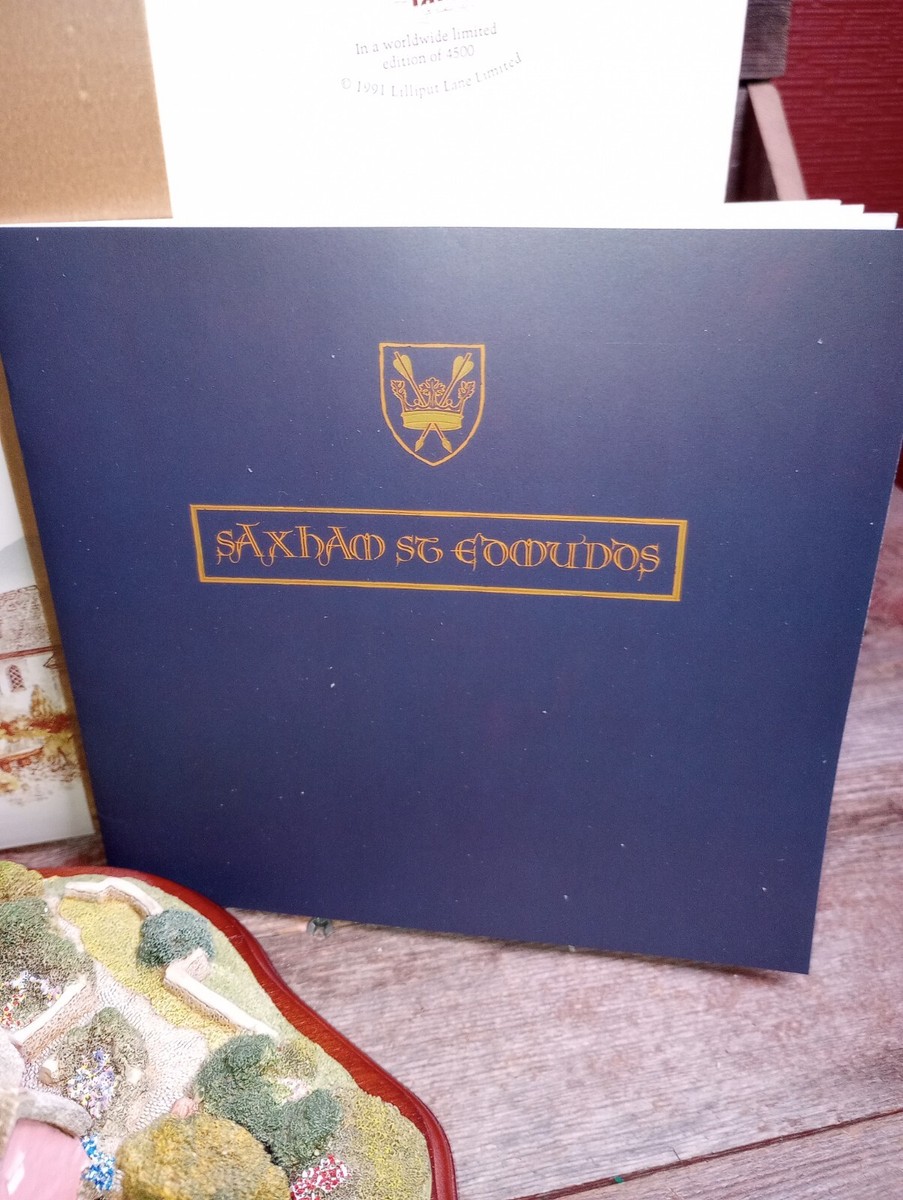 In a worldwide limited
edition of 4500
© 1991 Lilliput Lane Limited
SAXHAM ST EDMUNDS